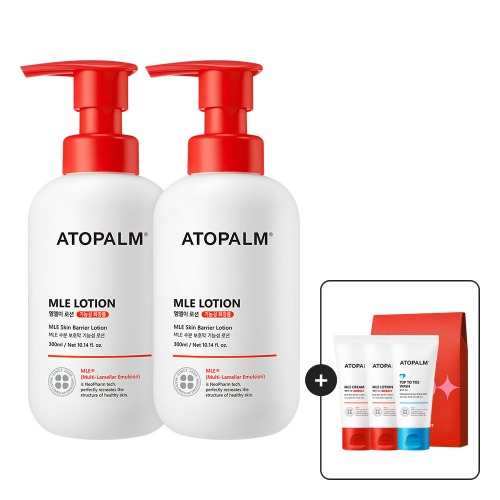 ATOPALM®
MLE LOTION
엠엘이 로션 기능성 화장품
MLE Skin Barrier Lotion
MLE 수분 보호막 기능성 로션
300ml/ Net 10.14 fl. oz.
MLE®
(Multi-Lamellar Emulsion)
is NeoPharm tech,
perfectly recreates the
structure of healthy skin.
ATOPALM®
MLE LOTION
엠엘이 로션 기능성 화장품
MLE Skin Barrier Lotion
MLE 수분 보호막 기능성 로션
300ml/ Net 10.14 fl. oz.
MLE®
(Multi-Lamellar Emulsion)
is NeoPharm tech,
perfectly recreates the
structure of healthy skin.
+
ATOPALM
MLE CREAM
ATOPALM
MLE LOTION
ATOPALM
TOP TO TOE
WASH